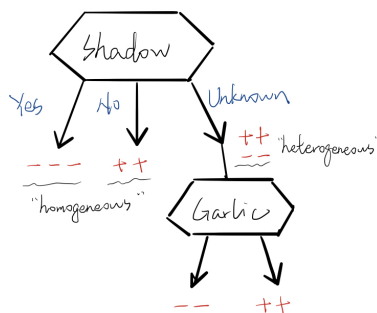 Shadow
Yes No Unknown
- - - + + + +
- - "heterogeneous"
"homogeneous"
Garlic
- - + +